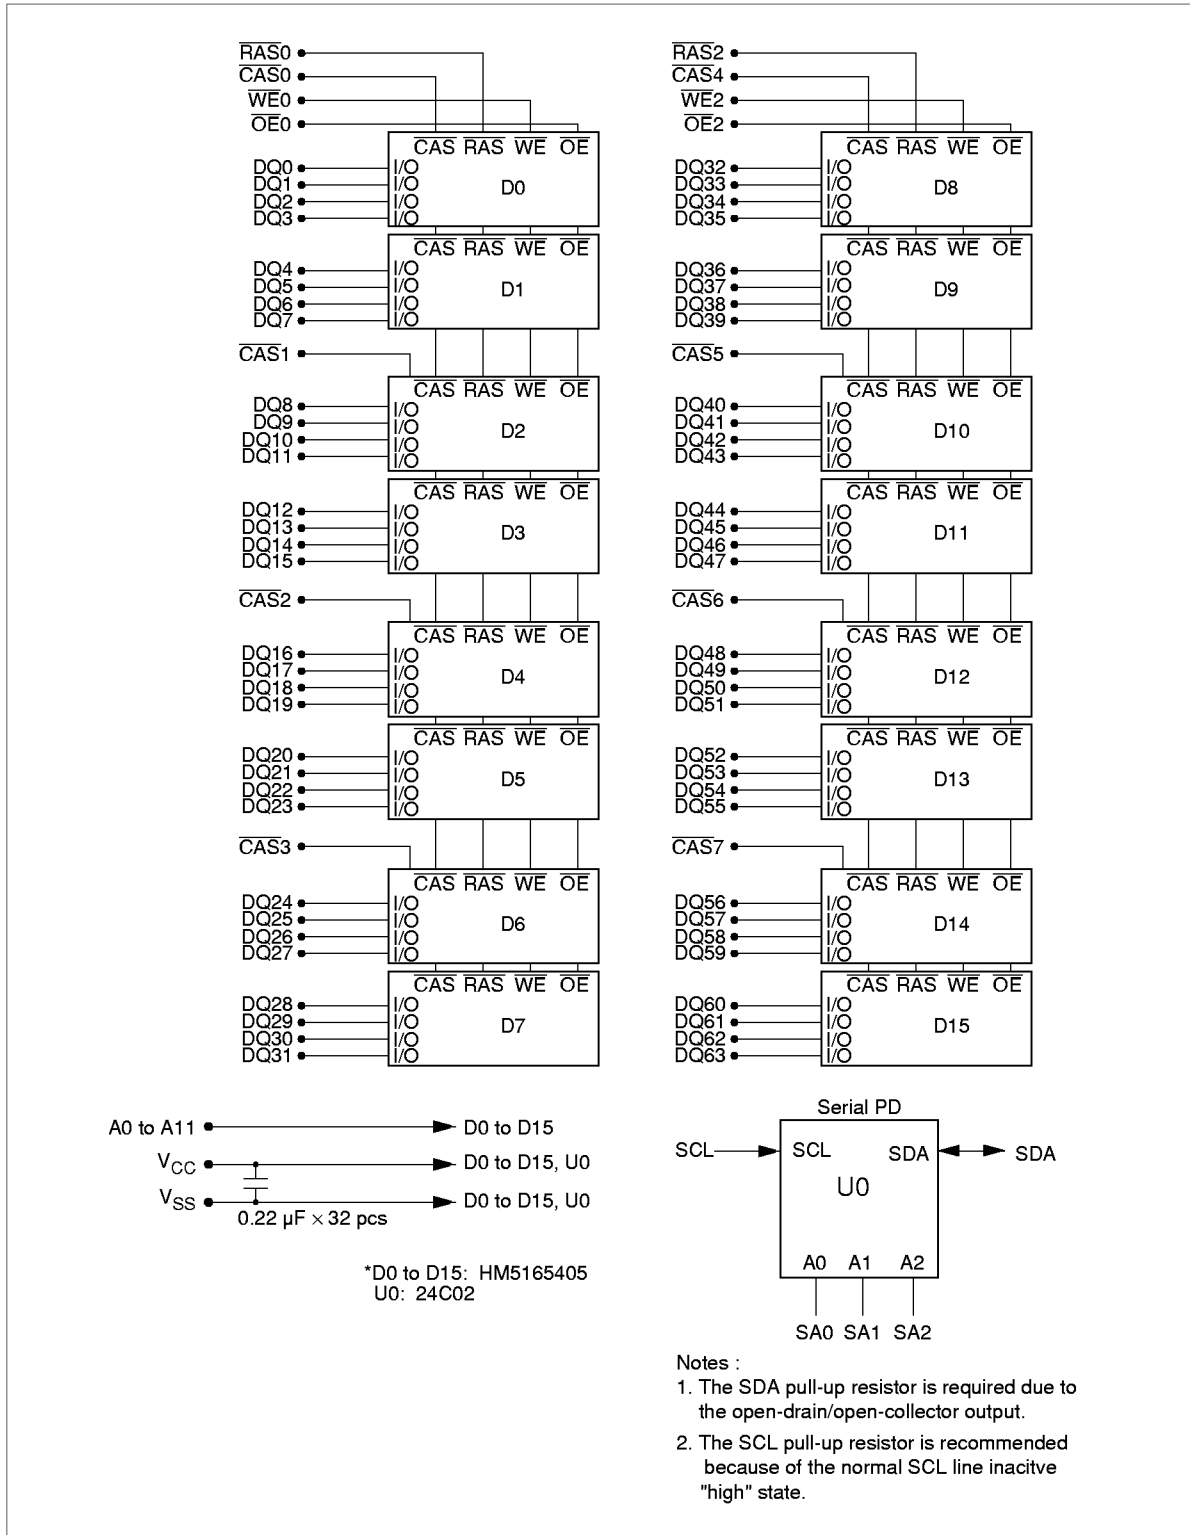 RAS0
CAS0
WE0
OE0
CAS RAS WE OE
DQ0 I/O
DQ1 I/O
DQ2 I/O
DQ3 I/O
D0
CAS RAS WE OE
DQ4 I/O
DQ5 I/O
DQ6 I/O
DQ7 I/O
D1
CAS1
CAS RAS WE OE
DQ8 I/O
DQ9 I/O
DQ10 I/O
DQ11 I/O
D2
CAS RAS WE OE
DQ12 I/O
DQ13 I/O
DQ14 I/O
DQ15 I/O
D3
CAS2
CAS RAS WE OE
DQ16 I/O
DQ17 I/O
DQ18 I/O
DQ19 I/O
D4
CAS RAS WE OE
DQ20 I/O
DQ21 I/O
DQ22 I/O
DQ23 I/O
D5
CAS3
CAS RAS WE OE
DQ24 I/O
DQ25 I/O
DQ26 I/O
DQ27 I/O
D6
CAS RAS WE OE
DQ28 I/O
DQ29 I/O
DQ30 I/O
DQ31 I/O
D7
RAS2
CAS4
WE2
OE2
CAS RAS WE OE
DQ32 I/O
DQ33 I/O
DQ34 I/O
DQ35 I/O
D8
CAS RAS WE OE
DQ36 I/O
DQ37 I/O
DQ38 I/O
DQ39 I/O
D9
CAS5
CAS RAS WE OE
DQ40 I/O
DQ41 I/O
DQ42 I/O
DQ43 I/O
D10
CAS RAS WE OE
DQ44 I/O
DQ45 I/O
DQ46 I/O
DQ47 I/O
D11
CAS6
CAS RAS WE OE
DQ48 I/O
DQ49 I/O
DQ50 I/O
DQ51 I/O
D12
CAS RAS WE OE
DQ52 I/O
DQ53 I/O
DQ54 I/O
DQ55 I/O
D13
CAS7
CAS RAS WE OE
DQ56 I/O
DQ57 I/O
DQ58 I/O
DQ59 I/O
D14
CAS RAS WE OE
DQ60 I/O
DQ61 I/O
DQ62 I/O
DQ63 I/O
D15
A0 to A11 D0 to D15
VCC D0 to D15, U0
VSS D0 to D15, U0
0.22 µF × 32 pcs
*D0 to D15: HM5165405
U0: 24C02
Serial PD
SCL SCL SDA SDA
U0
A0 A1 A2
SA0 SA1 SA2
Notes :
1. The SDA pull-up resistor is required due to
the open-drain/open-collector output.
2. The SCL pull-up resistor is recommended
because of the normal SCL line inacitve
"high" state.